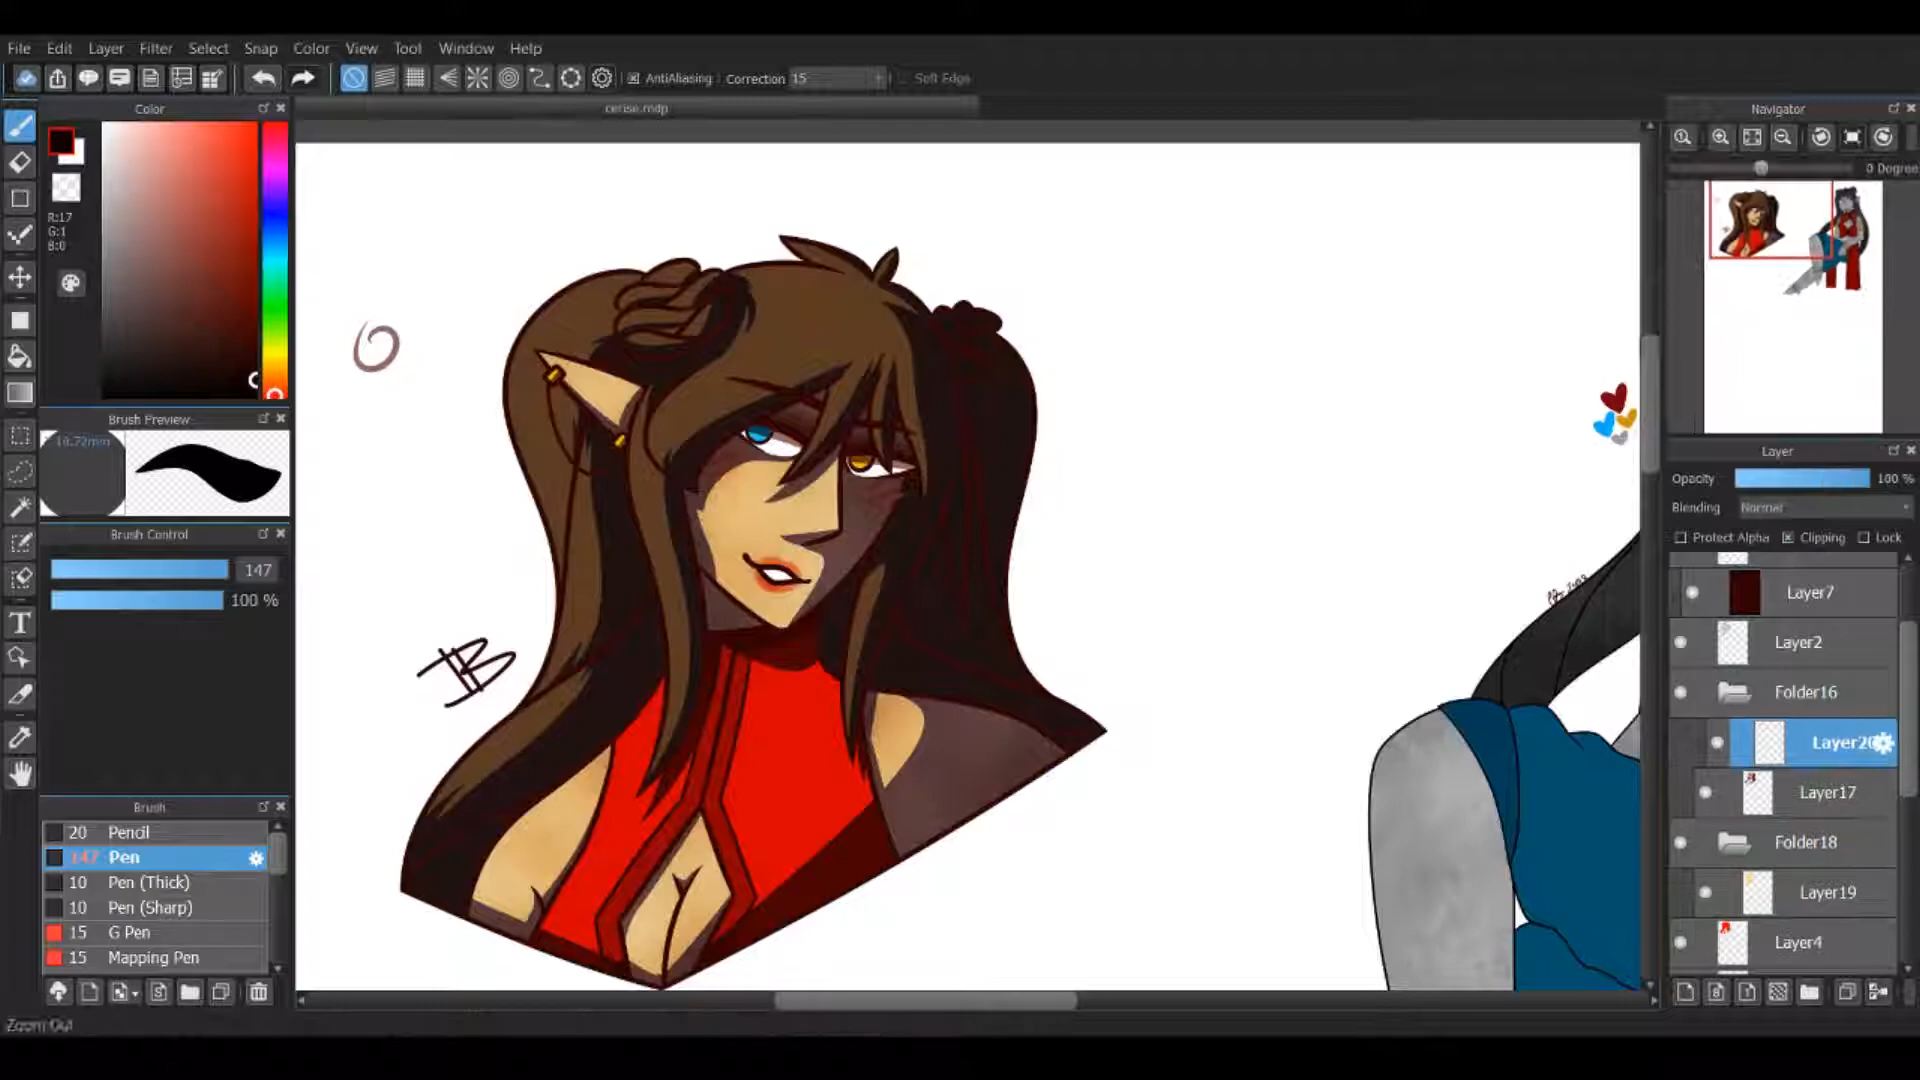 File Edit Layer Filter Select Snap Color View Tool Window Help
AntiAliasing Correction 15 Soft Edge
Color
cerise.mdp
Navigator
R:17
G:1
B:0
0 Degree
Brush Preview
18.72mm
Layer
Opacity 100 %
Blending Normal
Protect Alpha Clipping Lock
Brush Control
147
100 %
Layer7
Layer2
Folder16
Layer20
Layer17
Folder18
Layer19
Layer4
Brush
20 Pencil
147 Pen
10 Pen (Thick)
10 Pen (Sharp)
15 G Pen
15 Mapping Pen
Zoom Out